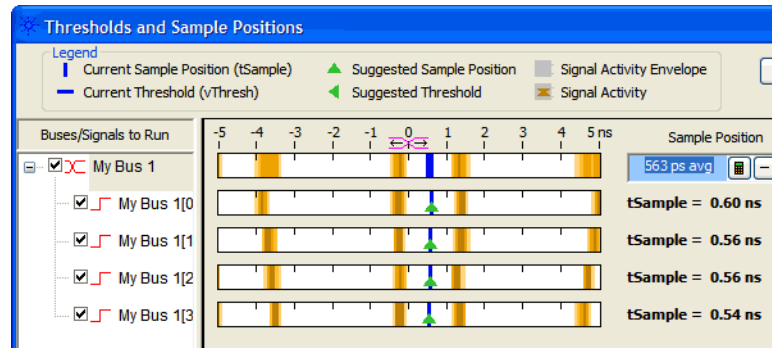 Thresholds and Sample Positions
Legend
Current Sample Position (tSample) Suggested Sample Position Signal Activity Envelope
Current Threshold (vThresh) Suggested Threshold Signal Activity
Buses/Signals to Run -5 -4 -3 -2 -1 0 1 2 3 4 5 ns Sample Position
My Bus 1 563 ps avg
My Bus 1[0 tSample = 0.60 ns
My Bus 1[1 tSample = 0.56 ns
My Bus 1[2 tSample = 0.56 ns
My Bus 1[3 tSample = 0.54 ns